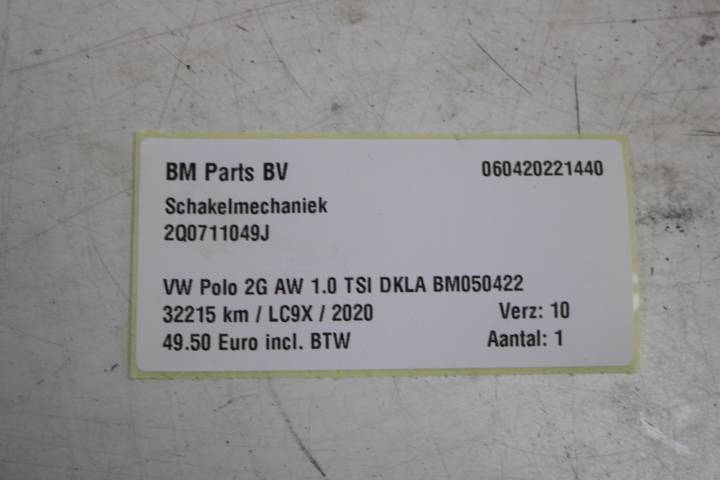 BM Parts BV 060420221440
Schakelmechaniek
2Q0711049J
VW Polo 2G AW 1.0 TSI DKLA BM050422
32215 km / LC9X / 2020 Verz: 10
49.50 Euro incl. BTW Aantal: 1